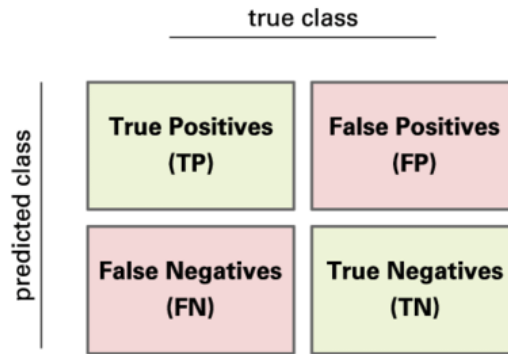 true class
predicted class
True Positives
(TP)
False Positives
(FP)
False Negatives
(FN)
True Negatives
(TN)